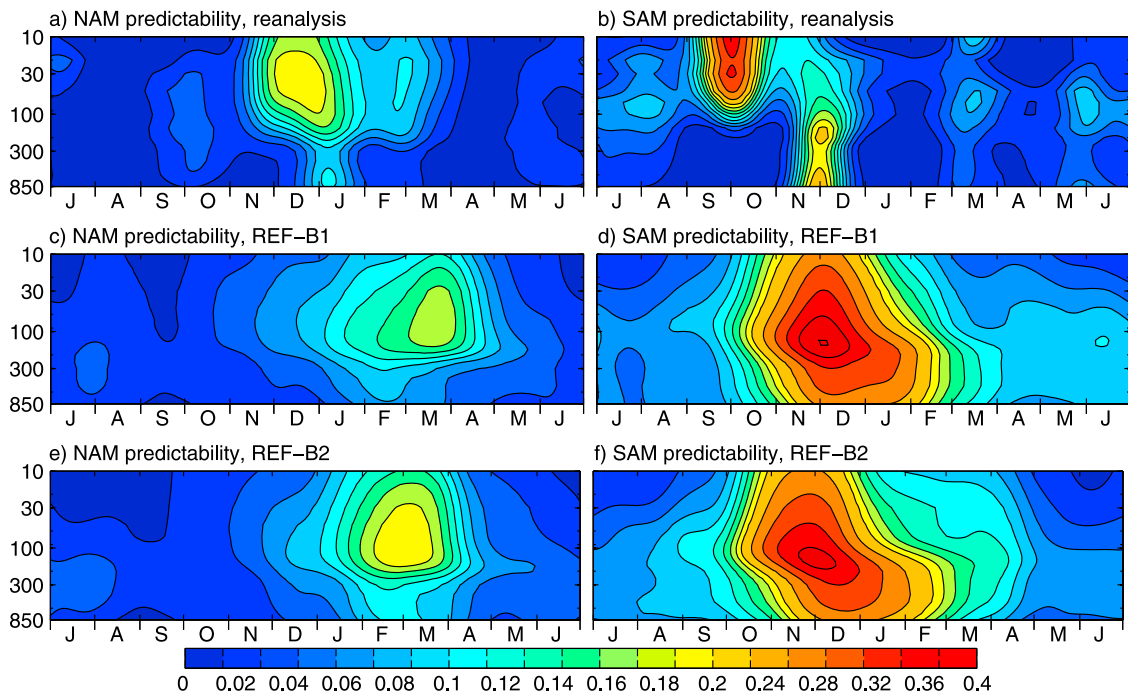 a) NAM predictability, reanalysis
b) SAM predictability, reanalysis
10
30
100
300
850
J A S O N D J F M A M J
J A S O N D J F M A M J
c) NAM predictability, REF−B1
d) SAM predictability, REF−B1
10
30
100
300
850
J A S O N D J F M A M J
J A S O N D J F M A M J
e) NAM predictability, REF−B2
f) SAM predictability, REF−B2
10
30
100
300
850
J A S O N D J F M A M J
J A S O N D J F M A M J
0 0.02 0.04 0.06 0.08 0.1 0.12 0.14 0.16 0.18 0.2 0.24 0.28 0.32 0.36 0.4